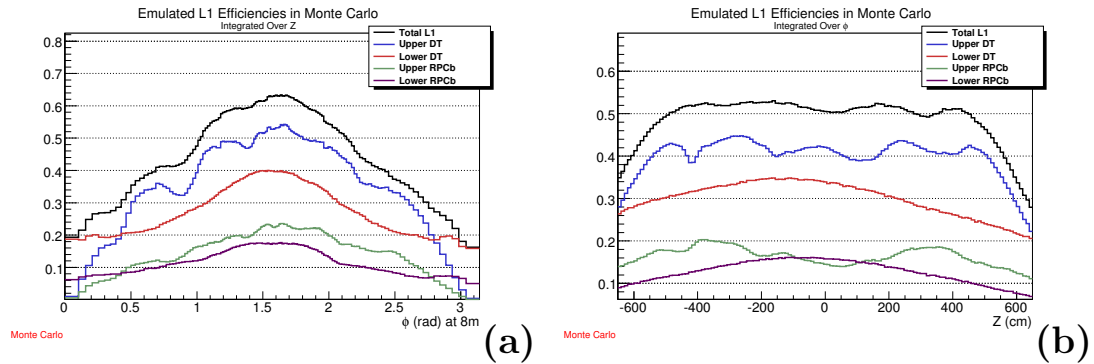 Emulated L1 Efficiencies in Monte Carlo
Integrated Over Z
Total L1
Upper DT
Lower DT
Upper RPCb
Lower RPCb
0.8
0.7
0.6
0.5
0.4
0.3
0.2
0.1
0 0.5 1 1.5 2 2.5 3
ϕ (rad) at 8m
Monte Carlo
(a)
Emulated L1 Efficiencies in Monte Carlo
Integrated Over ϕ
Total L1
Upper DT
Lower DT
Upper RPCb
Lower RPCb
0.6
0.5
0.4
0.3
0.2
0.1
-600 -400 -200 0 200 400 600
Z (cm)
Monte Carlo
(b)